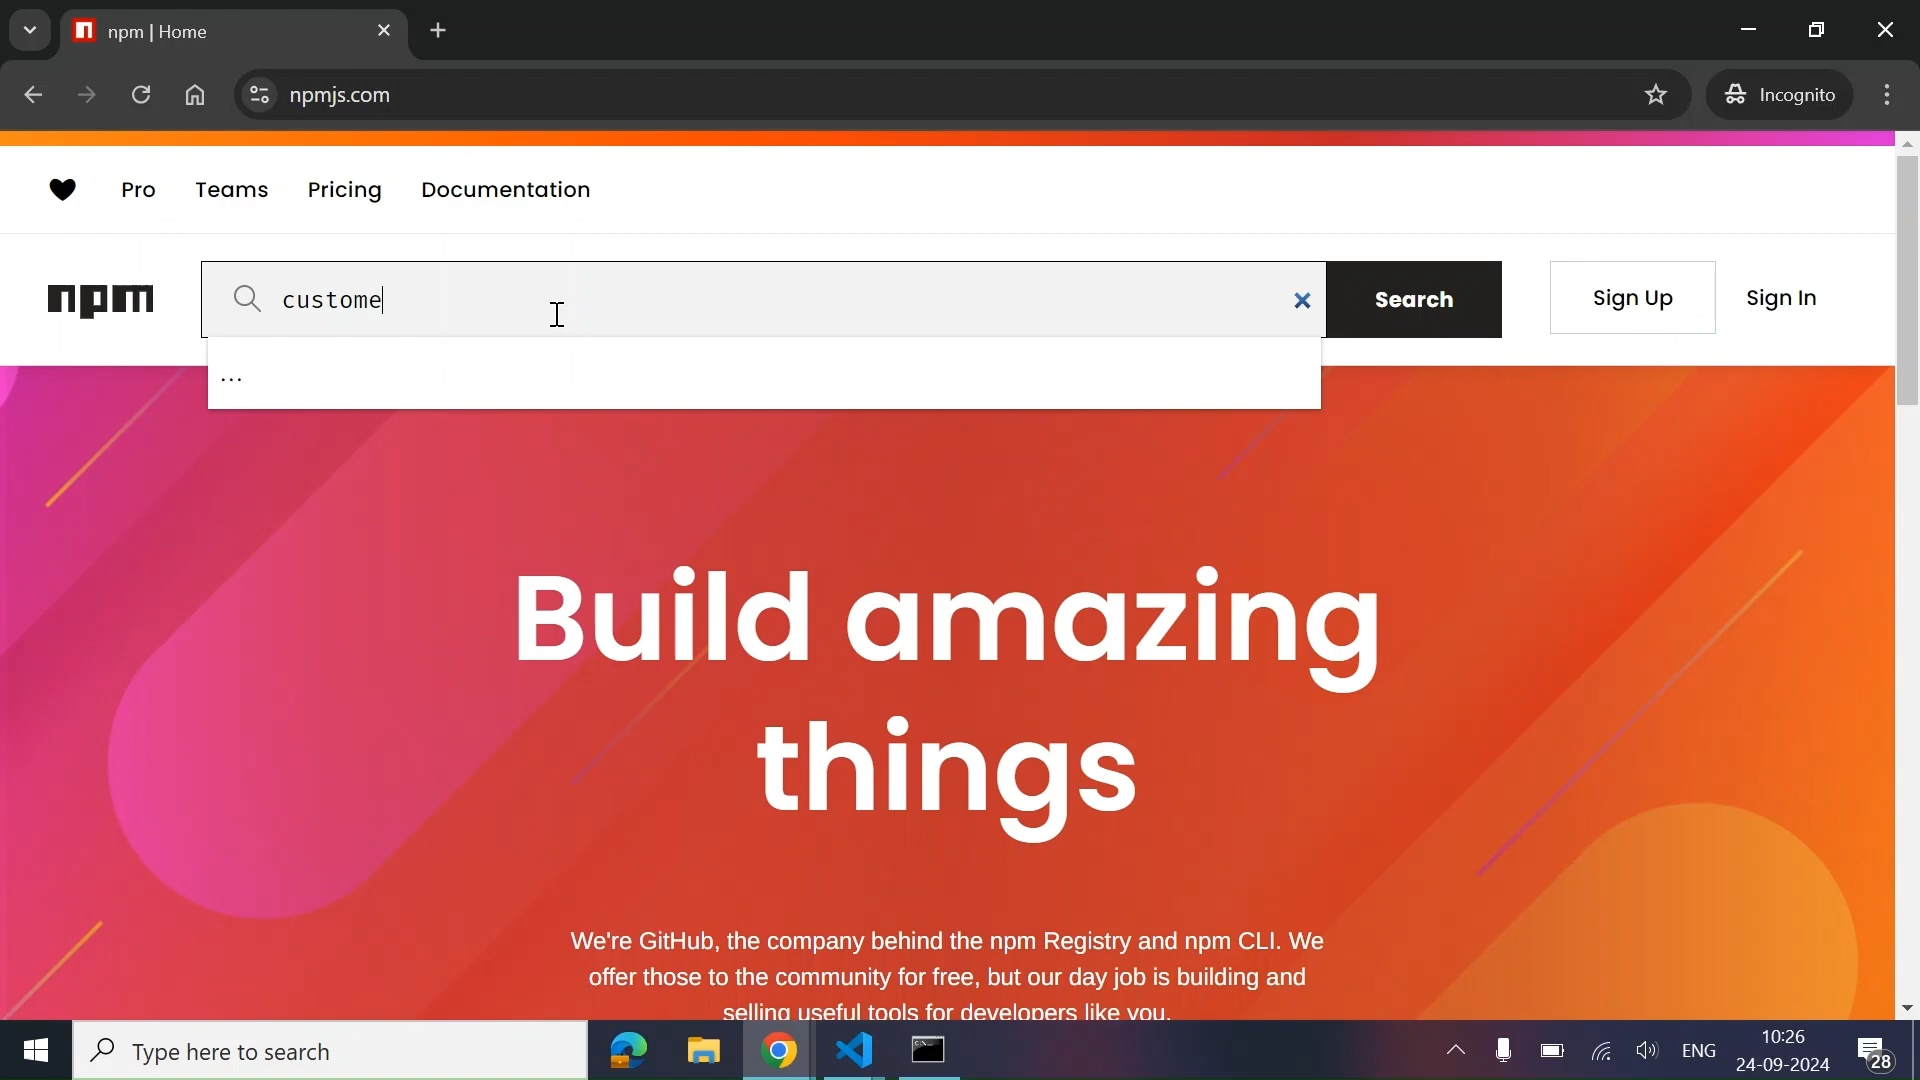 npm | Home
npmjs.com
Incognito
Pro Teams Pricing Documentation
npm
custome
Search
Sign Up
Sign In
...
Build amazing
things
We're GitHub, the company behind the npm Registry and npm CLI. We
offer those to the community for free, but our day job is building and
selling useful tools for developers like you.
Type here to search
ENG
10:26
24-09-2024
28